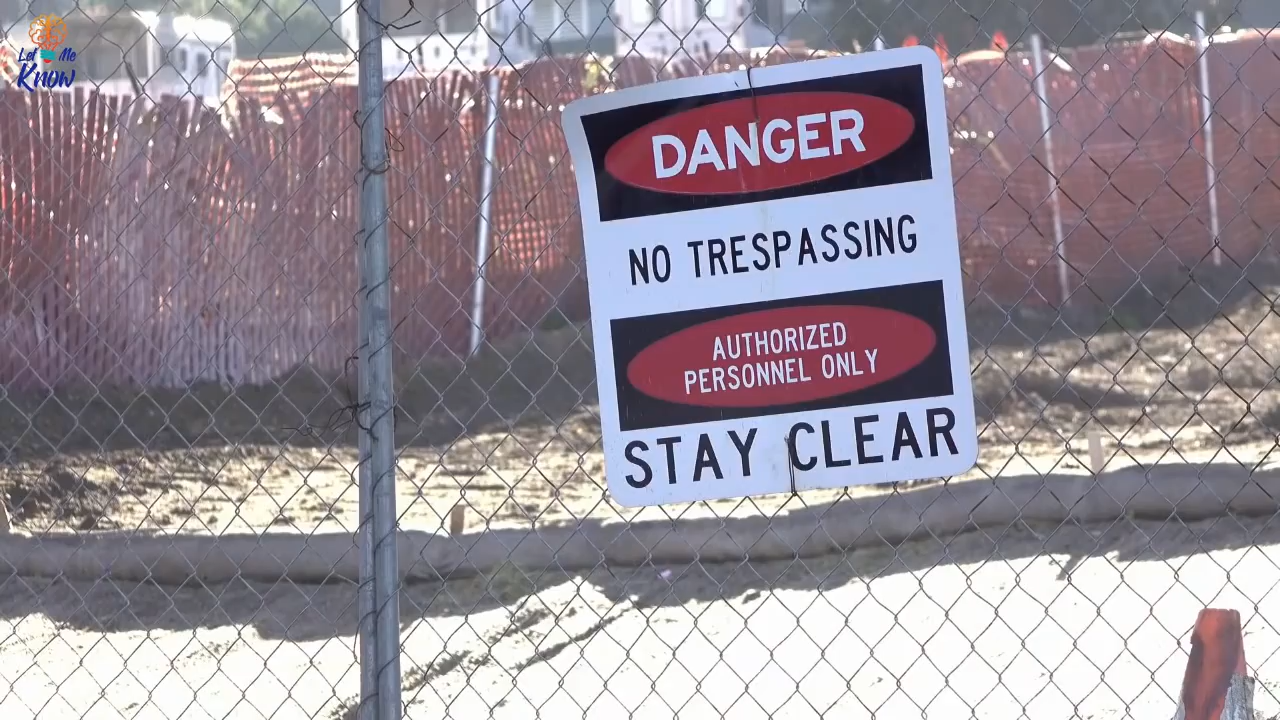 Let Me
Know
DANGER
NO TRESPASSING
AUTHORIZED
PERSONNEL ONLY
STAY CLEAR